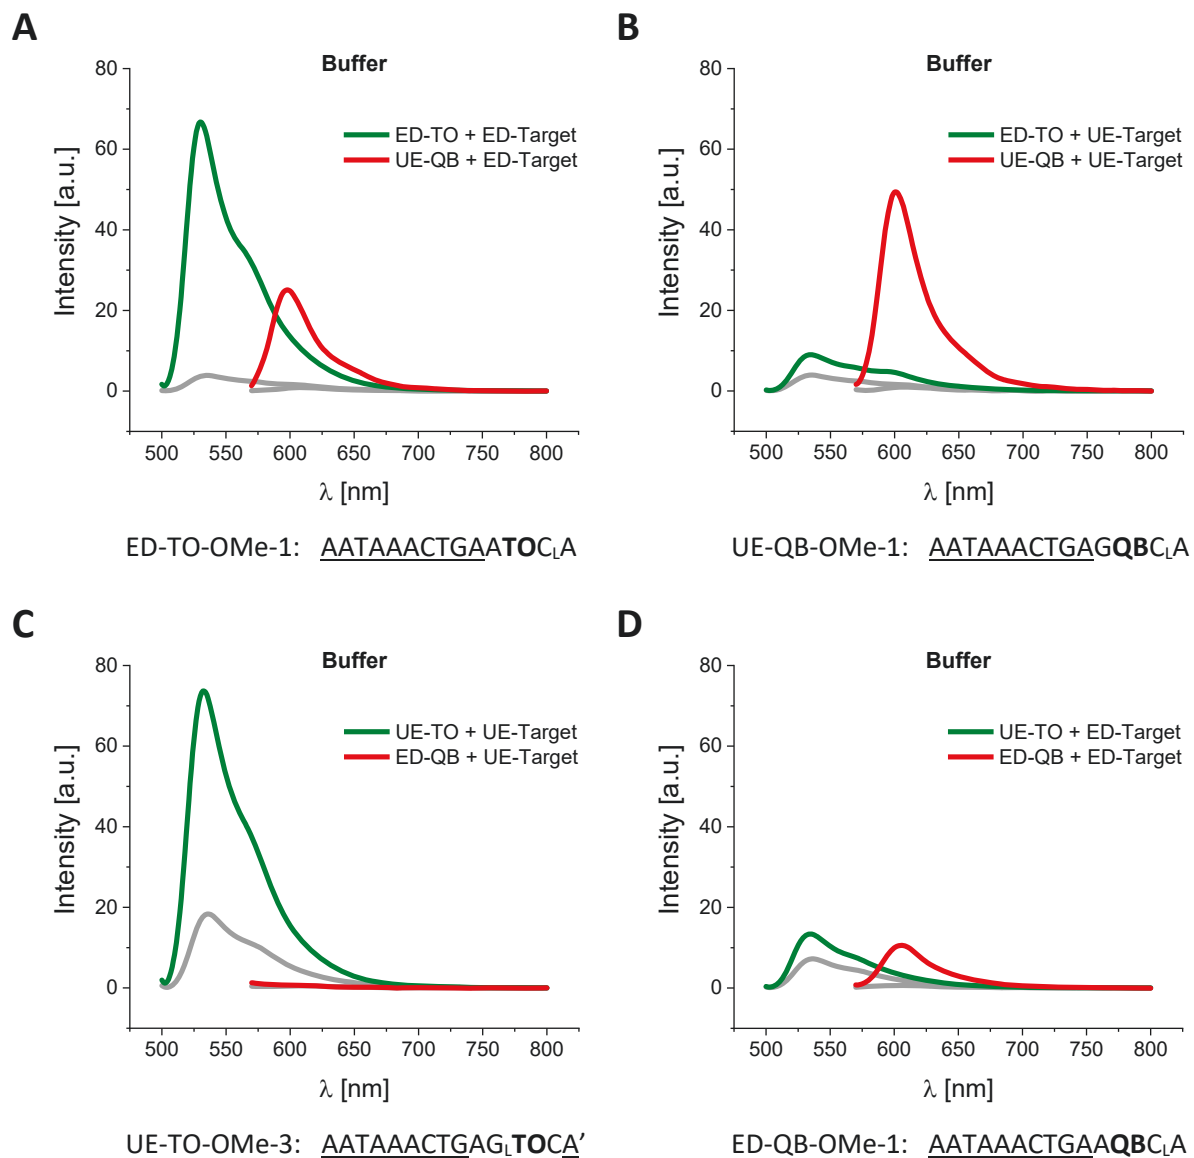 A
Buffer
80
60
40
20
0
Intensity [a.u.]
ED-TO + ED-Target
UE-QB + ED-Target
500 550 600 650 700 750 800
λ [nm]
ED-TO-OMe-1: AATAAACTGAATOCLA
B
Buffer
80
60
40
20
0
Intensity [a.u.]
ED-TO + UE-Target
UE-QB + UE-Target
500 550 600 650 700 750 800
λ [nm]
UE-QB-OMe-1: AATAAACTGAGQBCLA
C
Buffer
80
60
40
20
0
Intensity [a.u.]
UE-TO + UE-Target
ED-QB + UE-Target
500 550 600 650 700 750 800
λ [nm]
UE-TO-OMe-3: AATAAACTGAGLTOCA’
D
Buffer
80
60
40
20
0
Intensity [a.u.]
UE-TO + ED-Target
ED-QB + ED-Target
500 550 600 650 700 750 800
λ [nm]
ED-QB-OMe-1: AATAAACTGAAQBCLA